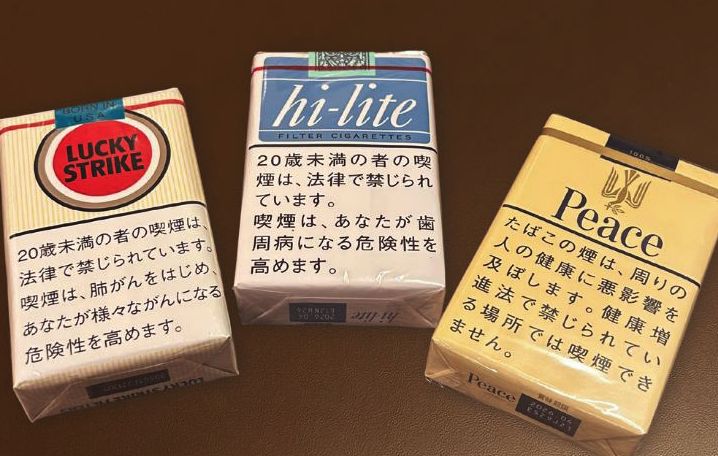 BORN IN
USA
LUCKY
STRIKE
20歳未満の者の喫煙は、
法律で禁じられています。
喫煙は、肺がんをはじめ、
あなたが様々ながんになる
危険性を高めます。
hi-lite
FILTER CIGARETTES
20歳未満の者の喫
煙は、法律で禁じられ
ています。
喫煙は、あなたが歯
周病になる危険性を
高めます。
2026.04
hi-lite
100%
Peace
たばこの煙は、周りの
人の健康に悪影響を
及ぼします。健康増
進法で禁じられてい
る場所では喫煙でき
ません。
Peace
2026.04